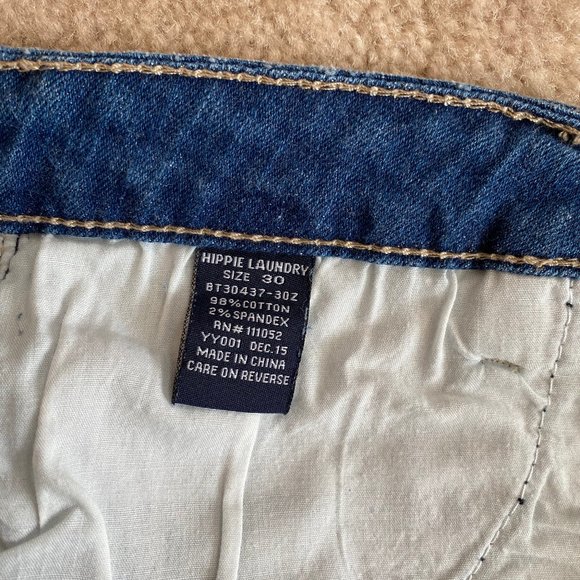 HIPPIE LAUNDRY
SIZE 30
BT30437-30Z
98%COTTON
2%SPANDEX
RN# 111052
YY001 DEC.15
MADE IN CHINA
CARE ON REVERSE